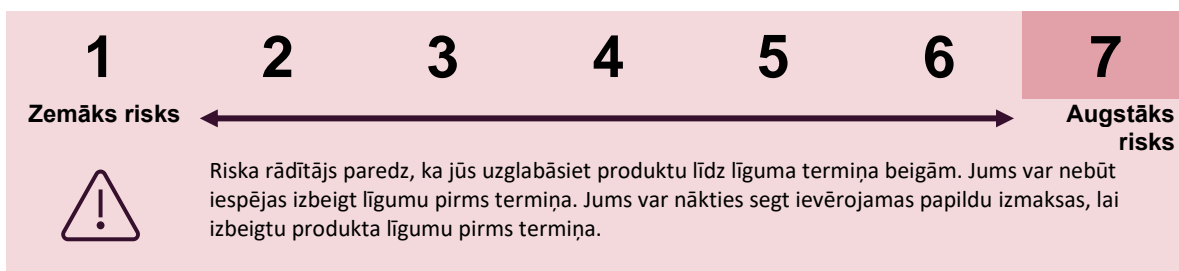 1 2 3 4 5 6 7
Zemāks risks Augstāks
risks
Riska rādītājs paredz, ka jūs uzglabāsiet produktu līdz līguma termiņa beigām. Jums var nebūt
iespējas izbeigt līgumu pirms termiņa. Jums var nākties segt ievērojamas papildu izmaksas, lai
izbeigtu produkta līgumu pirms termiņa.